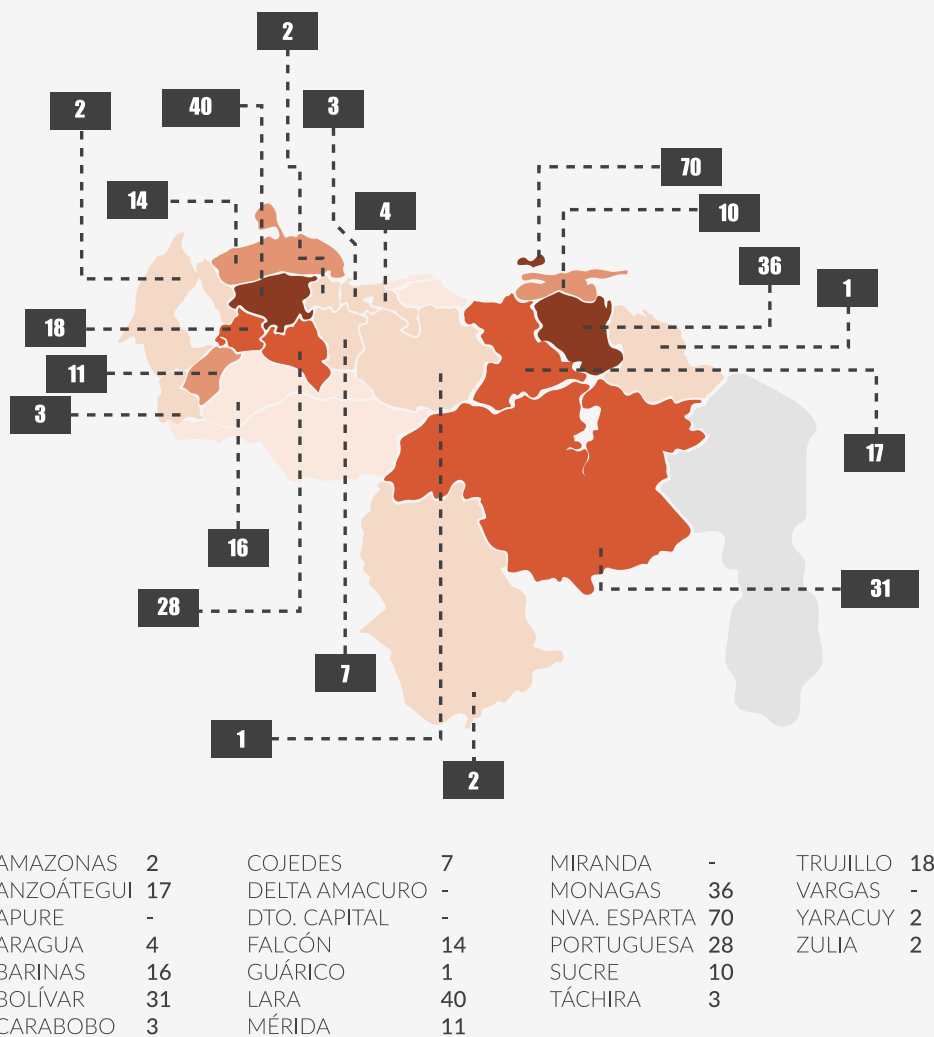 2
2
40
3
70
14
4
10
36
1
18
11
3
17
16
31
28
7
1
2
AMAZONAS 2
ANZOÁTEGUI 17
APURE -
ARAGUA 4
BARINAS 16
BOLÍVAR 31
CARABOBO 3
COJEDES 7
DELTA AMACURO -
DTO. CAPITAL -
FALCÓN 14
GUÁRICO 1
LARA 40
MÉRIDA 11
MIRANDA -
MONAGAS 36
NVA. ESPARTA 70
PORTUGUESA 28
SUCRE 10
TÁCHIRA 3
TRUJILLO 18
VARGAS -
YARACUY 2
ZULIA 2